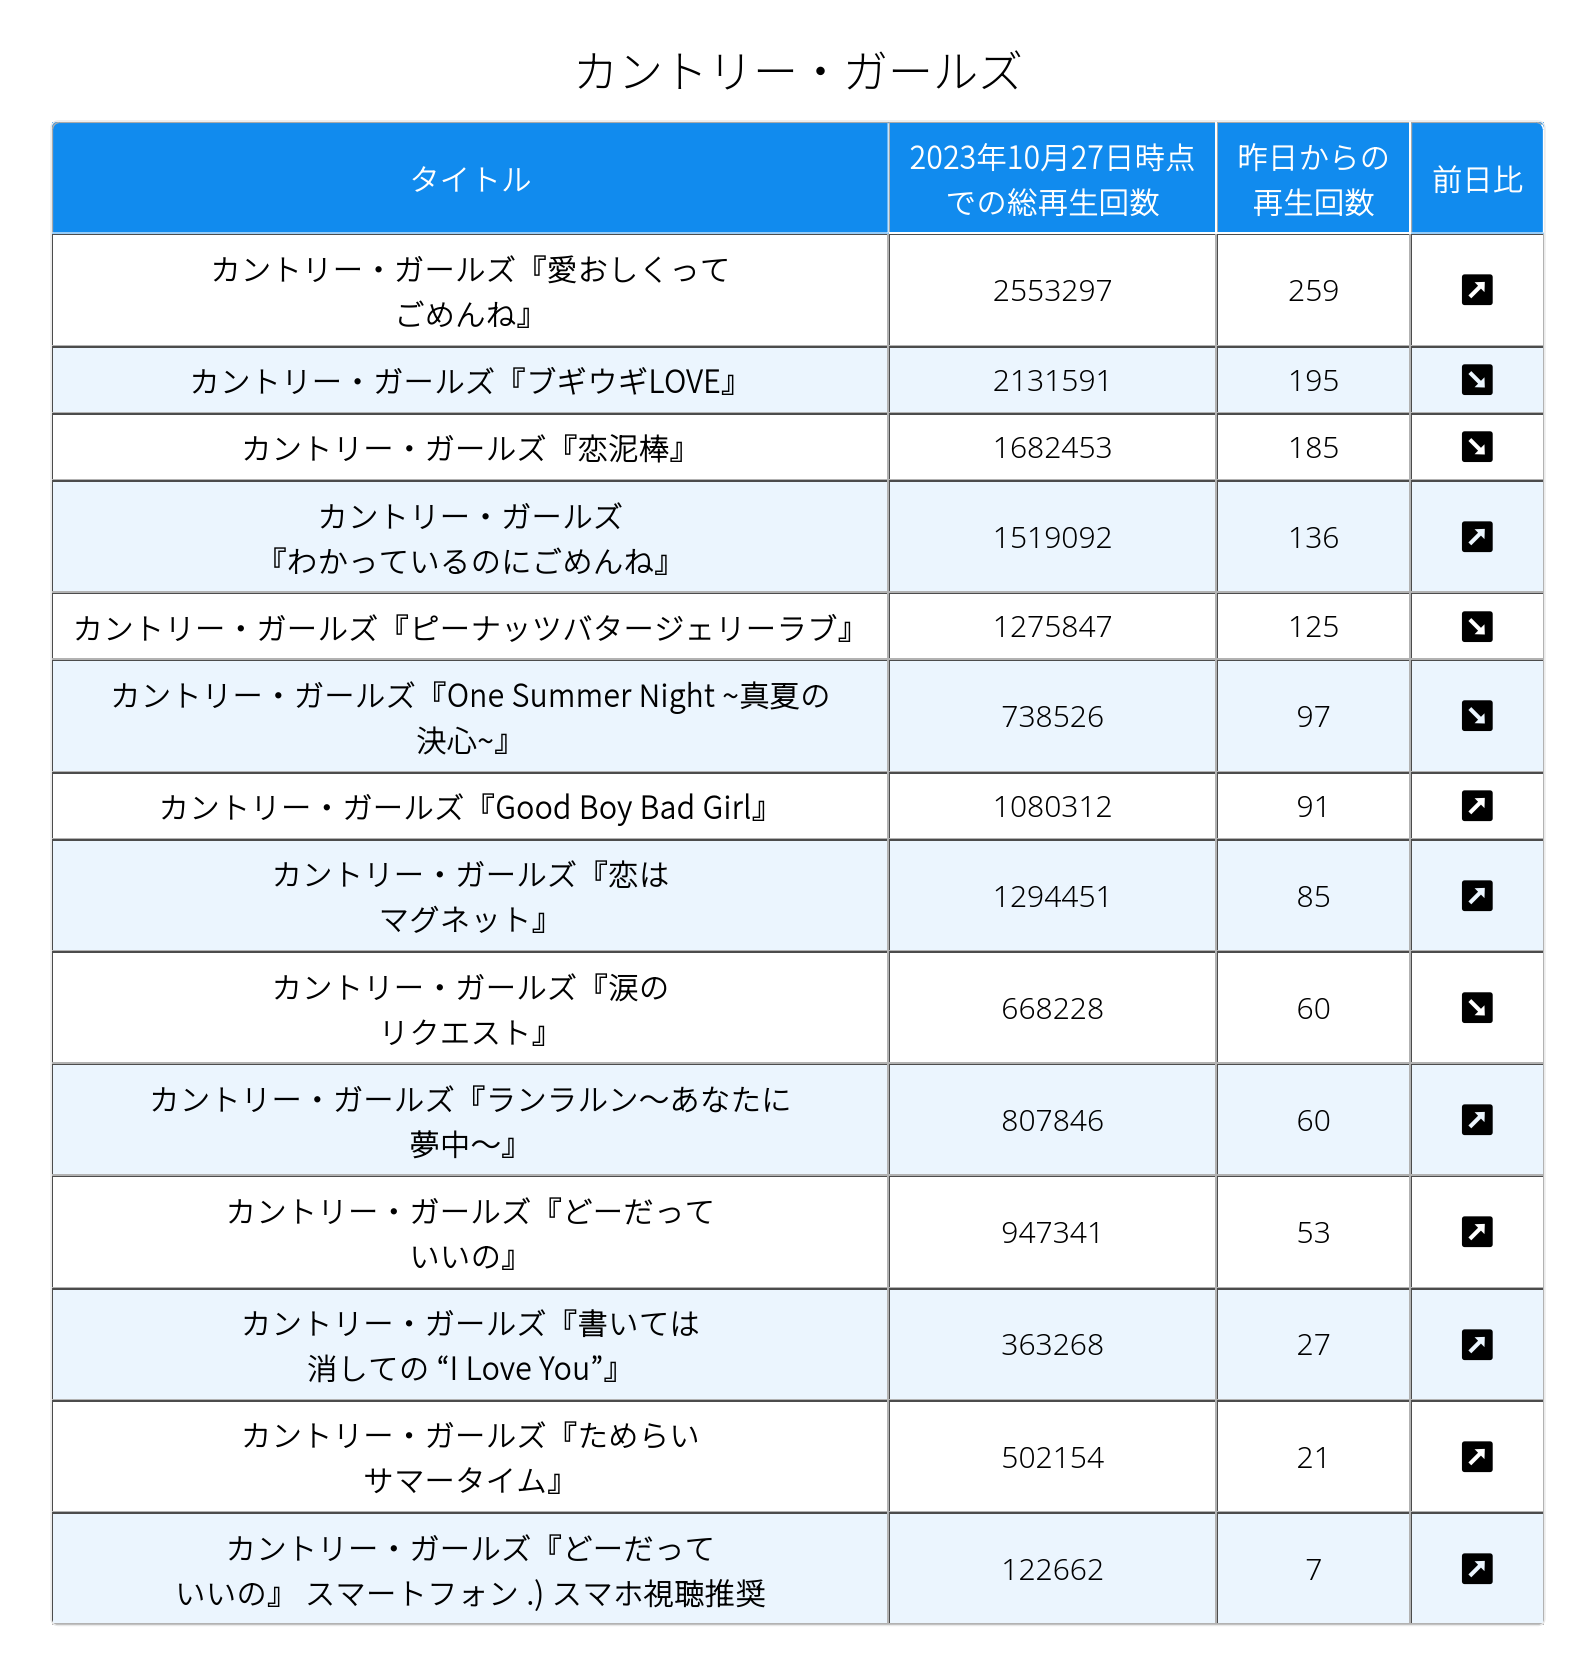 カントリー・ガールズ
タイトル
2023年10月27日時点
での総再生回数
昨日からの
再生回数
前日比
カントリー・ガールズ『愛おしくって
ごめんね』
2553297
259
カントリー・ガールズ『ブギウギLOVE』
2131591
195
カントリー・ガールズ『恋泥棒』
1682453
185
カントリー・ガールズ
『わかっているのにごめんね』
1519092
136
カントリー・ガールズ『ピーナッツバタージェリーラブ』
1275847
125
カントリー・ガールズ『One Summer Night ~真夏の
決心~』
738526
97
カントリー・ガールズ『Good Boy Bad Girl』
1080312
91
カントリー・ガールズ『恋は
マグネット』
1294451
85
カントリー・ガールズ『涙の
リクエスト』
668228
60
カントリー・ガールズ『ランラルン〜あなたに
夢中〜』
807846
60
カントリー・ガールズ『どーだって
いいの』
947341
53
カントリー・ガールズ『書いては
消しての “I Love You”』
363268
27
カントリー・ガールズ『ためらい
サマータイム』
502154
21
カントリー・ガールズ『どーだって
いいの』 スマートフォン .) スマホ視聴推奨
122662
7